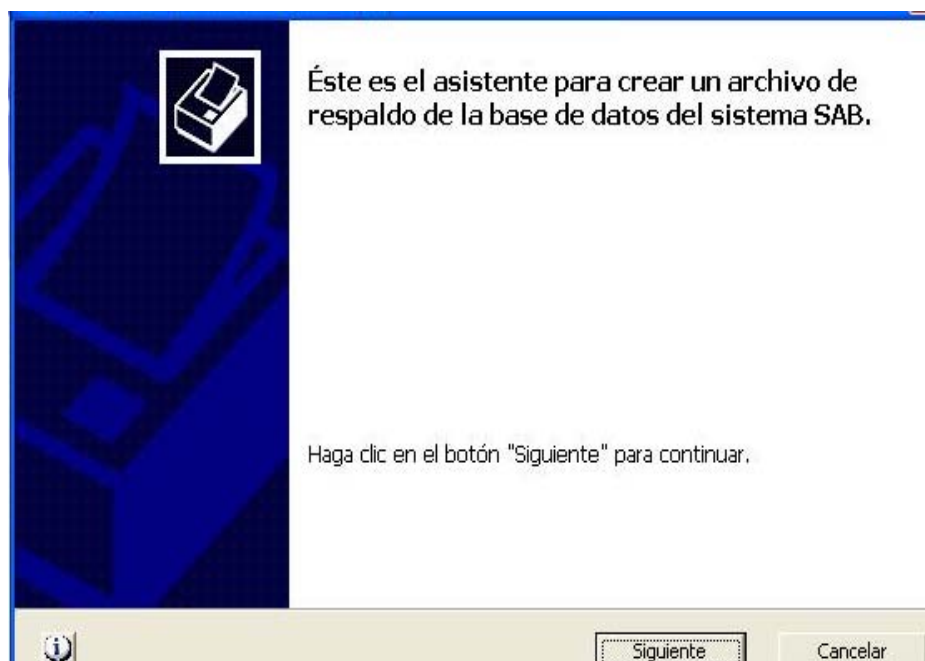 Éste es el asistente para crear un archivo de
respaldo de la base de datos del sistema SAB.
Haga clic en el botón "Siguiente" para continuar.
Siguiente
Cancelar